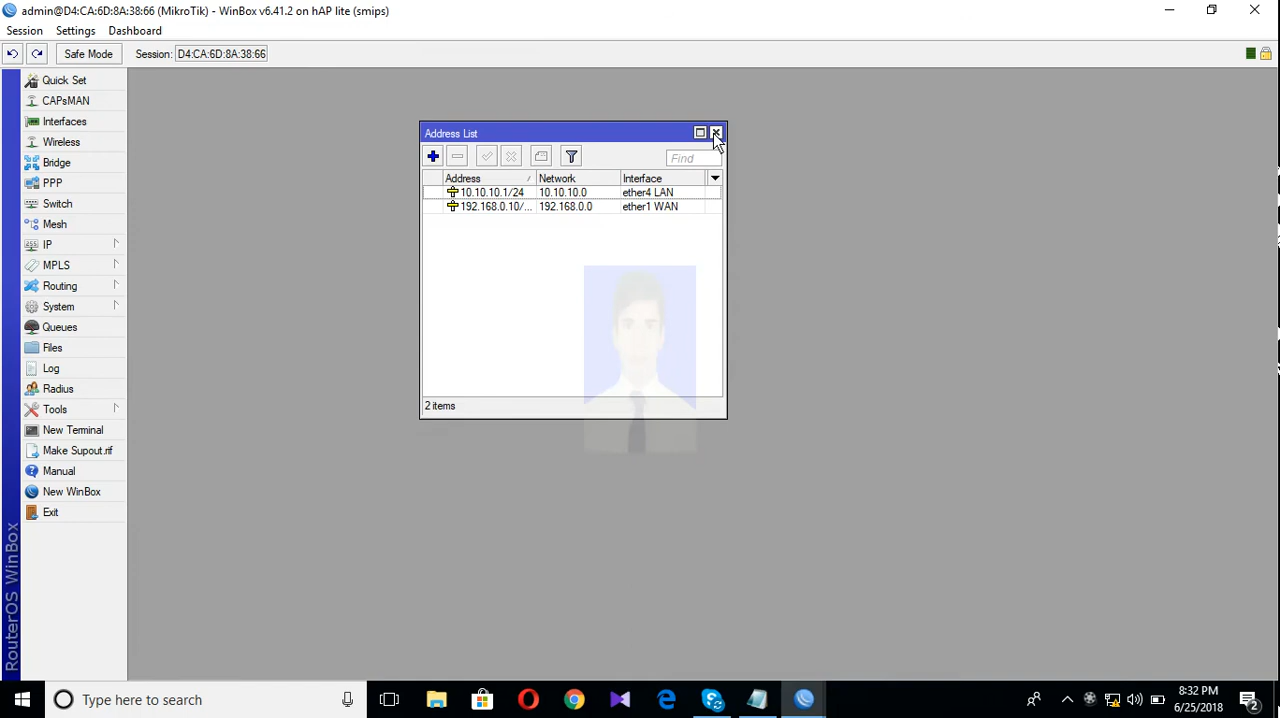 admin@D4:CA:6D:8A:38:66 (MikroTik) - WinBox v6.41.2 on hAP lite (smips)
Session Settings Dashboard
Safe Mode Session: D4:CA:6D:8A:38:66
Quick Set
CAPsMAN
Interfaces
Wireless
Bridge
PPP
Switch
Mesh
IP
MPLS
Routing
System
Queues
Files
Log
Radius
Tools
New Terminal
Make Supout.rif
Manual
New WinBox
Exit
RouterOS WinBox
Address List
Find
Address Network Interface
10.10.10.1/24 10.10.10.0 ether4 LAN
192.168.0.10/... 192.168.0.0 ether1 WAN
2 items
Type here to search
8:32 PM
6/25/2018
2